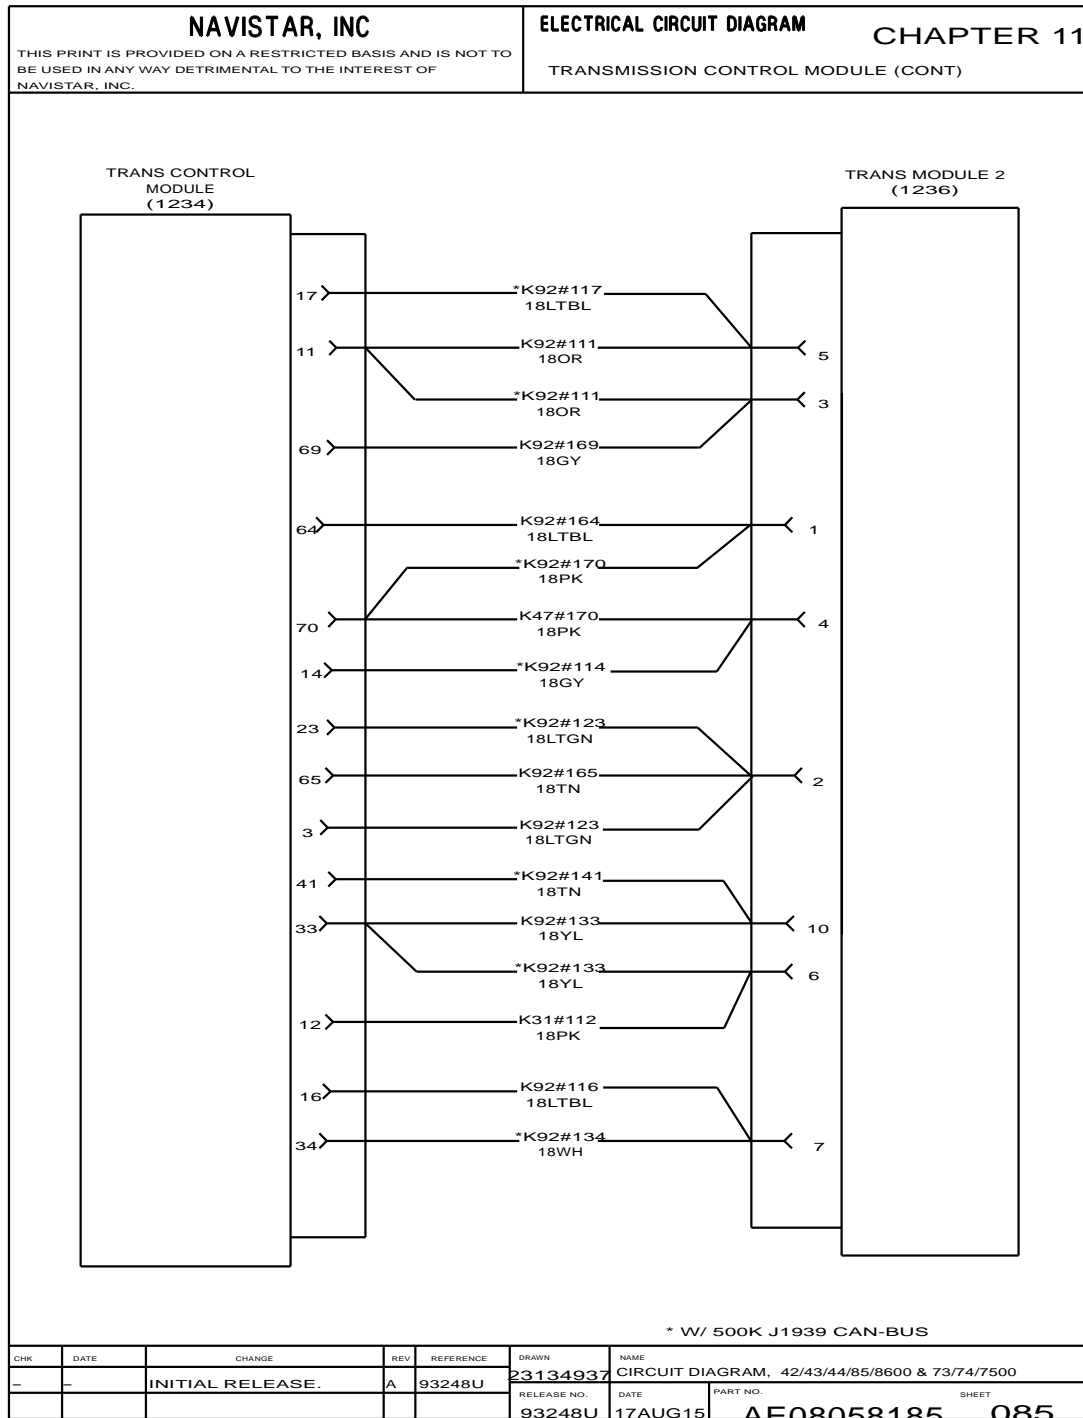 NAVISTAR, INC
THIS PRINT IS PROVIDED ON A RESTRICTED BASIS AND IS NOT TO
BE USED IN ANY WAY DETRIMENTAL TO THE INTEREST OF
NAVISTAR, INC.
ELECTRICAL CIRCUIT DIAGRAM
CHAPTER 11
TRANSMISSION CONTROL MODULE (CONT)
TRANS CONTROL
MODULE
(1234)
TRANS MODULE 2
(1236)
17
*K92#117
18LTBL
11
K92#111
18OR
5
*K92#111
18OR
3
69
K92#169
18GY
64
K92#164
18LTBL
1
*K92#170
18PK
70
K47#170
18PK
4
14
*K92#114
18GY
23
*K92#123
18LTGN
65
K92#165
18TN
2
3
K92#123
18LTGN
41
*K92#141
18TN
33
K92#133
18YL
10
*K92#133
18YL
6
12
K31#112
18PK
16
K92#116
18LTBL
34
*K92#134
18WH
7
* W/ 500K J1939 CAN-BUS
CHK DATE CHANGE REV REFERENCE
– – INITIAL RELEASE. A 93248U
DRAWN
23134937
NAME
CIRCUIT DIAGRAM, 42/43/44/85/8600 & 73/74/7500
RELEASE NO.
93248U
DATE
17AUG15
PART NO.
AE08058185
SHEET
085